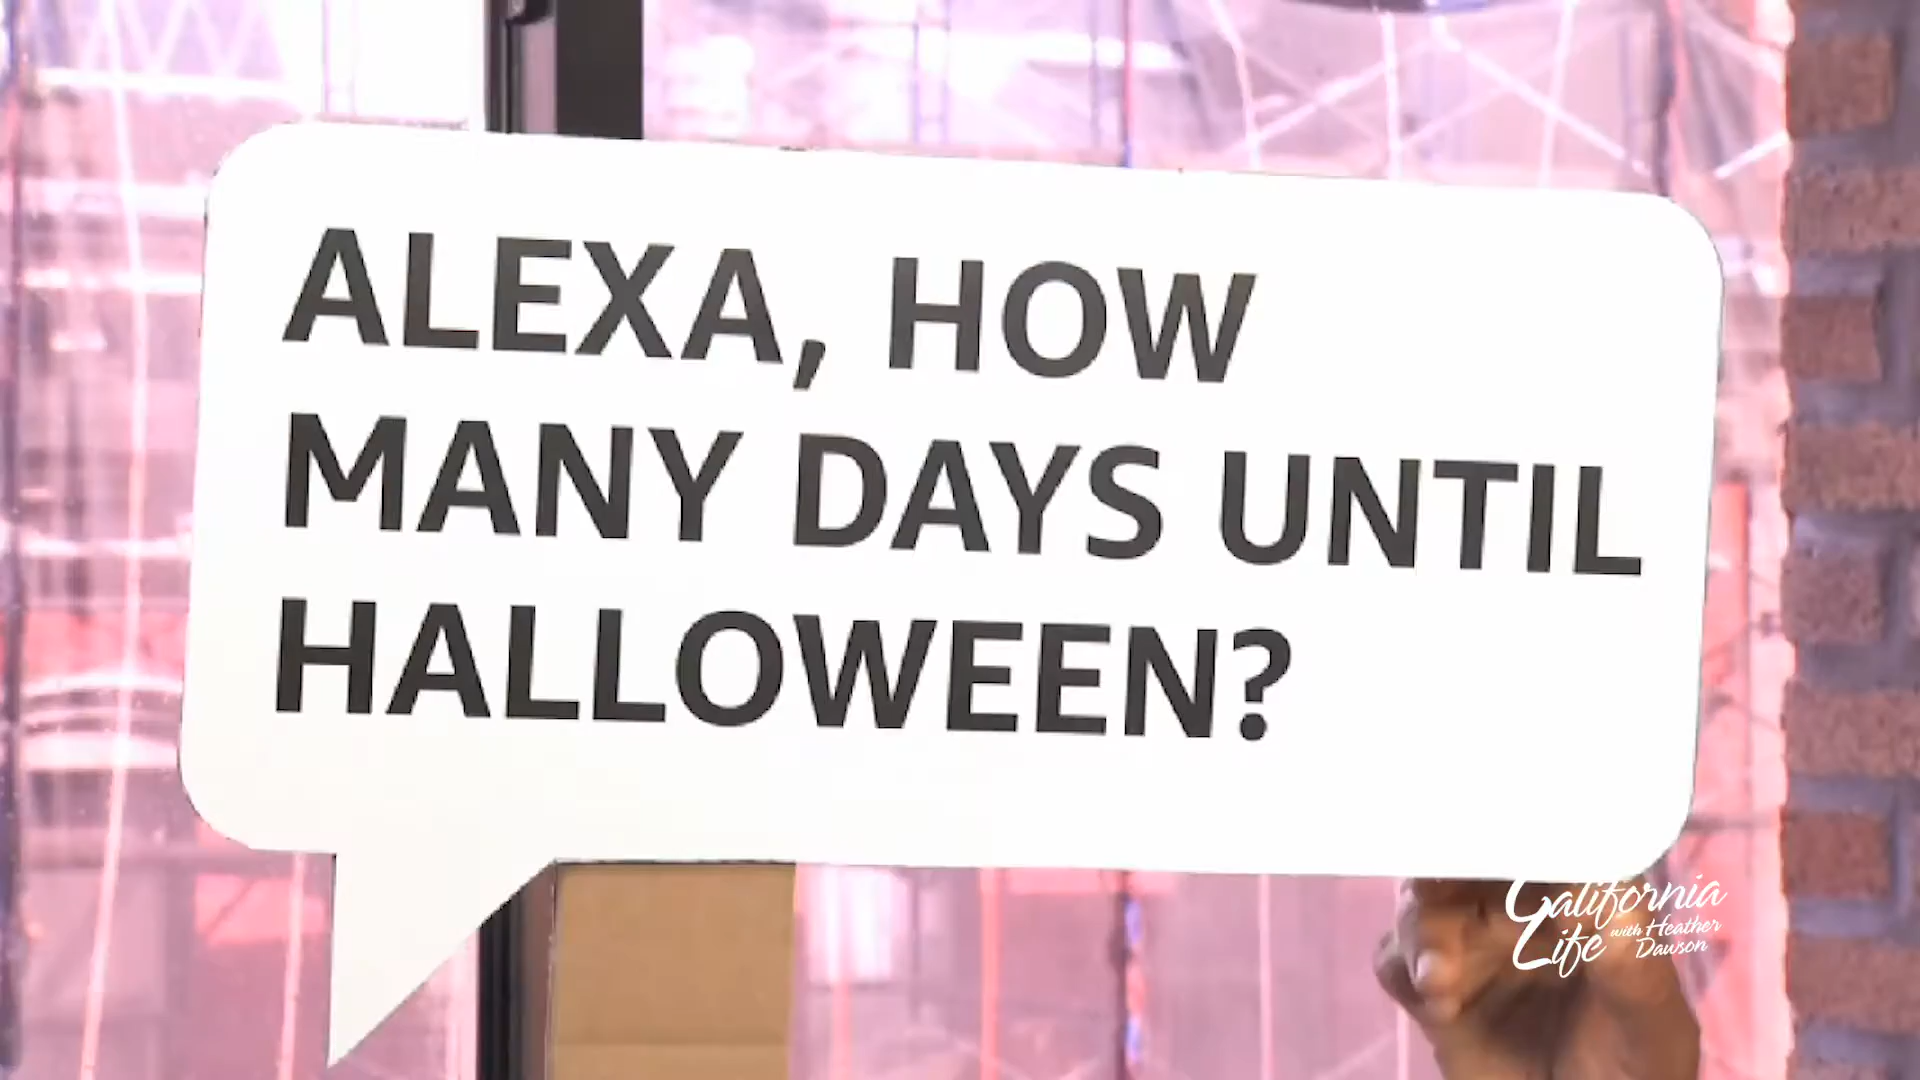 ALEXA, HOW
MANY DAYS UNTIL
HALLOWEEN?
California
Life with Heather
Dawson